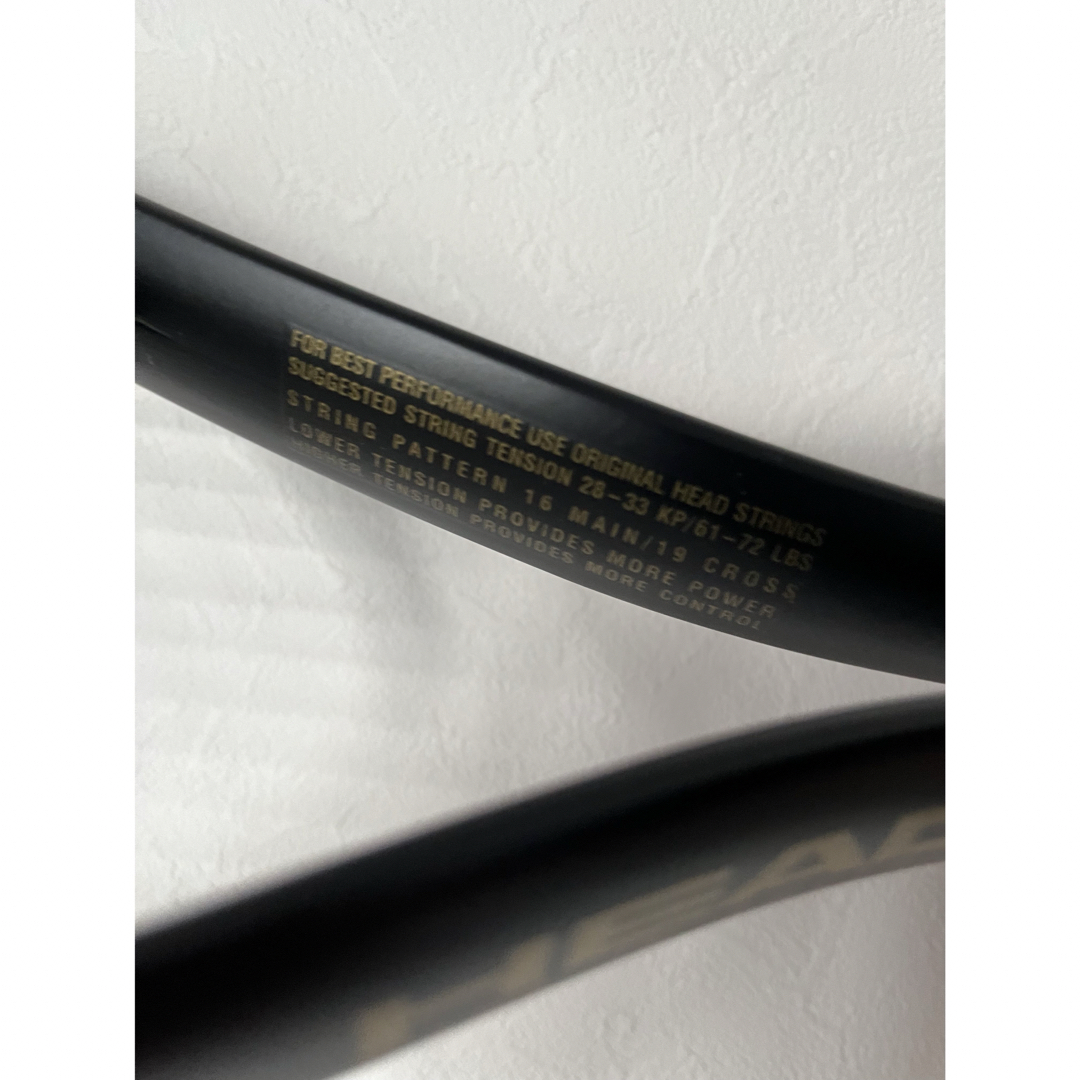 FOR BEST PERFORMANCE USE ORIGINAL HEAD STRINGS
SUGGESTED STRING TENSION 28-33 KP/61-72 LBS
STRING PATTERN 16 MAIN/19 CROSS
LOWER TENSION PROVIDES MORE POWER
HIGHER TENSION PROVIDES MORE CONTROL
HEAD